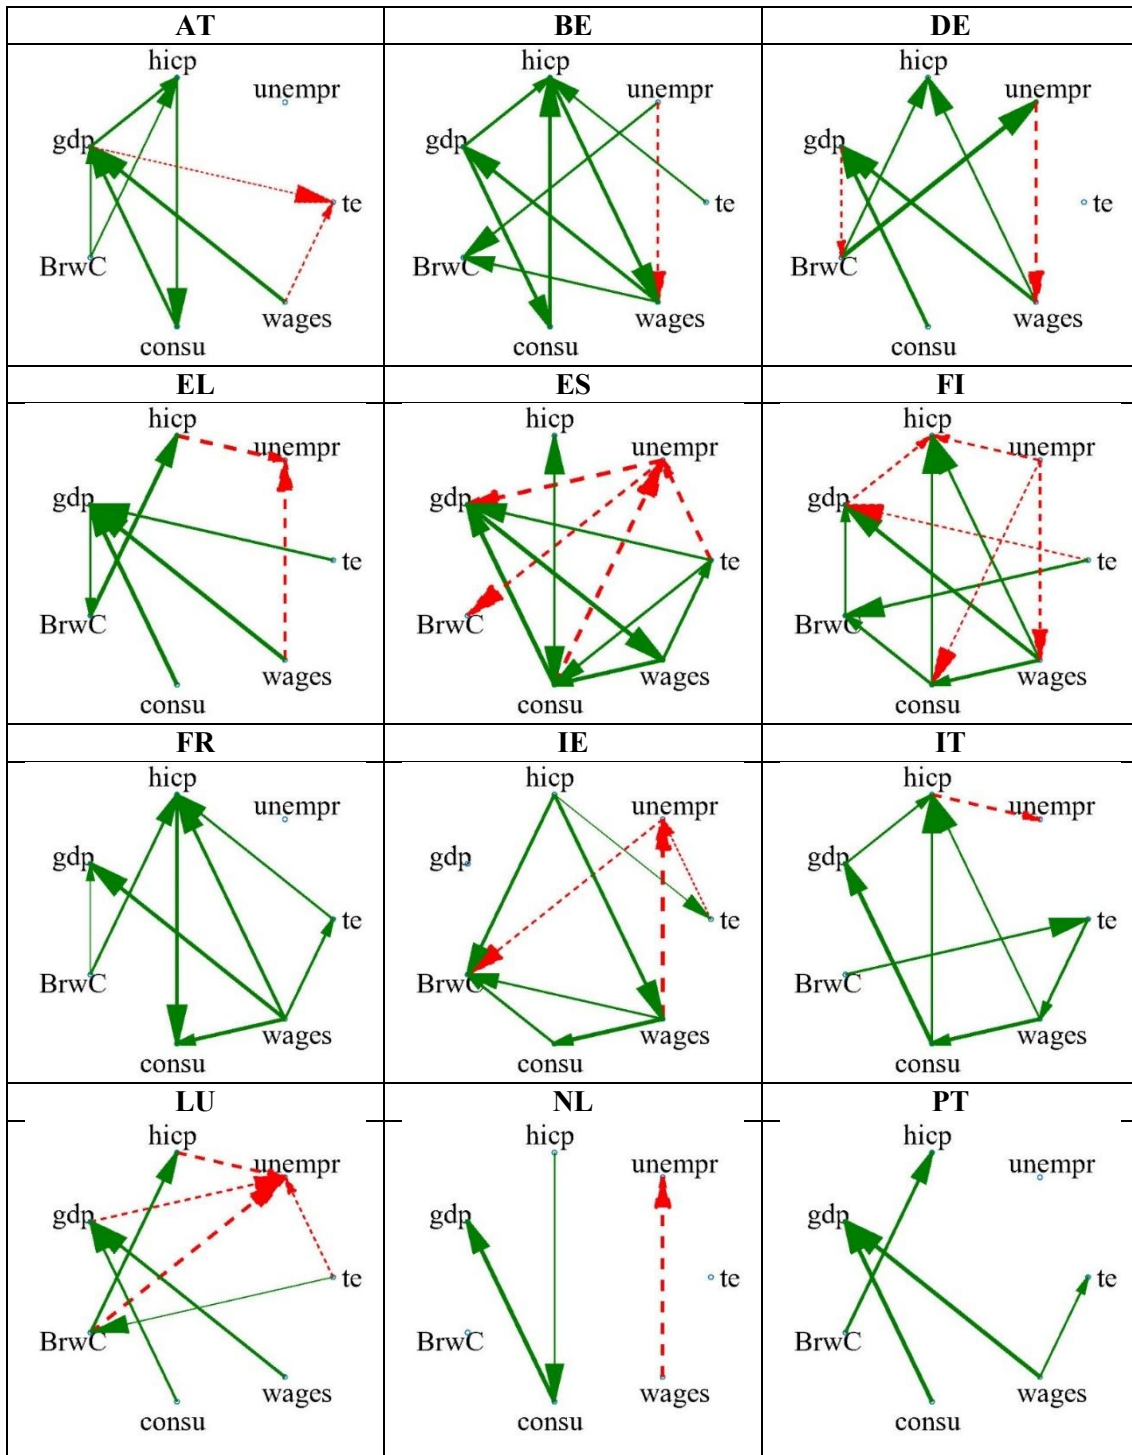 AT
BE
DE
hicp
unempr
gdp
te
BrwC
wages
consu
hicp
unempr
gdp
te
BrwC
wages
consu
hicp
unempr
gdp
te
BrwC
wages
consu
EL
ES
FI
hicp
unempr
gdp
te
BrwC
wages
consu
hicp
unempr
gdp
te
BrwC
wages
consu
hicp
unempr
gdp
te
BrwC
wages
consu
FR
IE
IT
hicp
unempr
gdp
te
BrwC
wages
consu
hicp
unempr
gdp
te
BrwC
wages
consu
hicp
unempr
gdp
te
BrwC
wages
consu
LU
NL
PT
hicp
unempr
gdp
te
BrwC
wages
consu
hicp
unempr
gdp
te
BrwC
wages
consu
hicp
unempr
gdp
te
BrwC
wages
consu